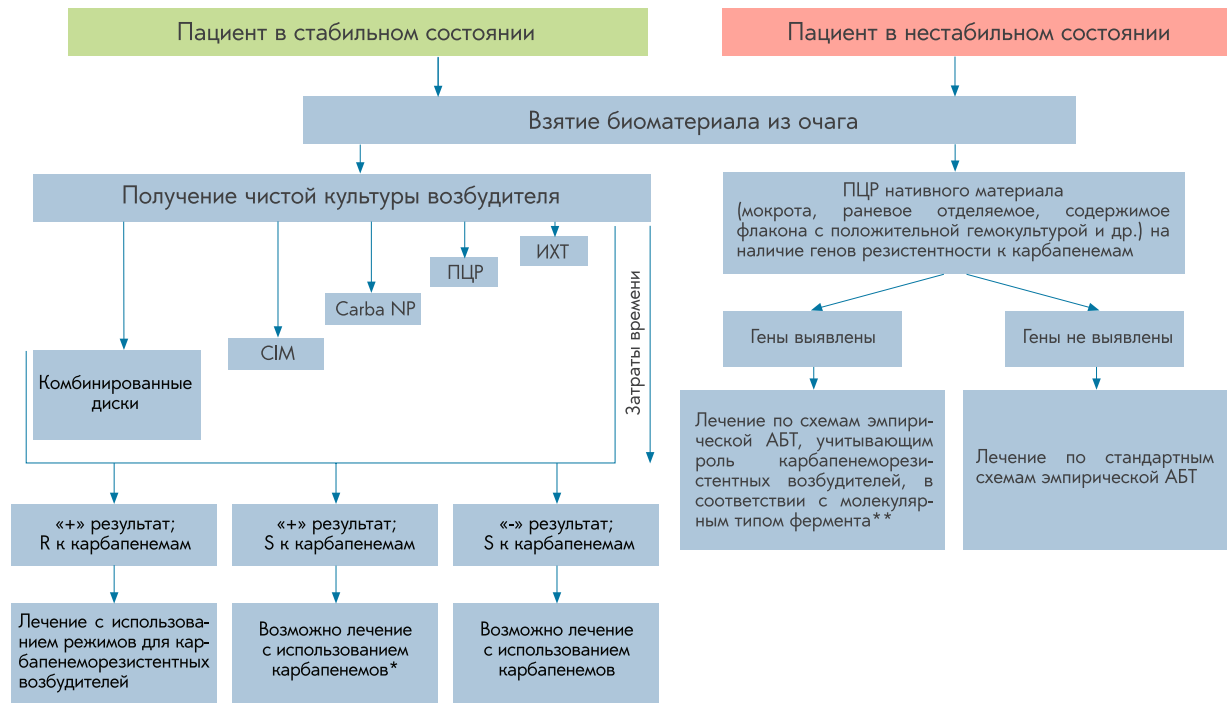 Пациент в стабильном состоянии
Пациент в нестабильном состоянии
Взятие биоматериала из очага
Получение чистой культуры возбудителя
ИХТ
ПЦР
Carba NP
CIM
Комбинированные
диски
Затраты времени
ПЦР нативного материала
(мокрота, раневое отделяемое, содержимое
флакона с положительной гемокультурой и др.) на
наличие генов резистентности к карбапенемам
Гены выявлены
Гены не выявлены
Лечение по схемам эмпири-
ческой АБТ, учитывающим
роль карбапенеморези-
стентных возбудителей, в
соответствии с молекуляр-
ным типом фермента**
Лечение по стандартным
схемам эмпирической АБТ
«+» результат;
R к карбапенемам
«+» результат;
S к карбапенемам
«-» результат;
S к карбапенемам
Лечение с использова-
нием режимов для кар-
бапенеморезистентных
возбудителей
Возможно лечение
с использованием
карбапенемов*
Возможно лечение
с использованием
карбапенемов